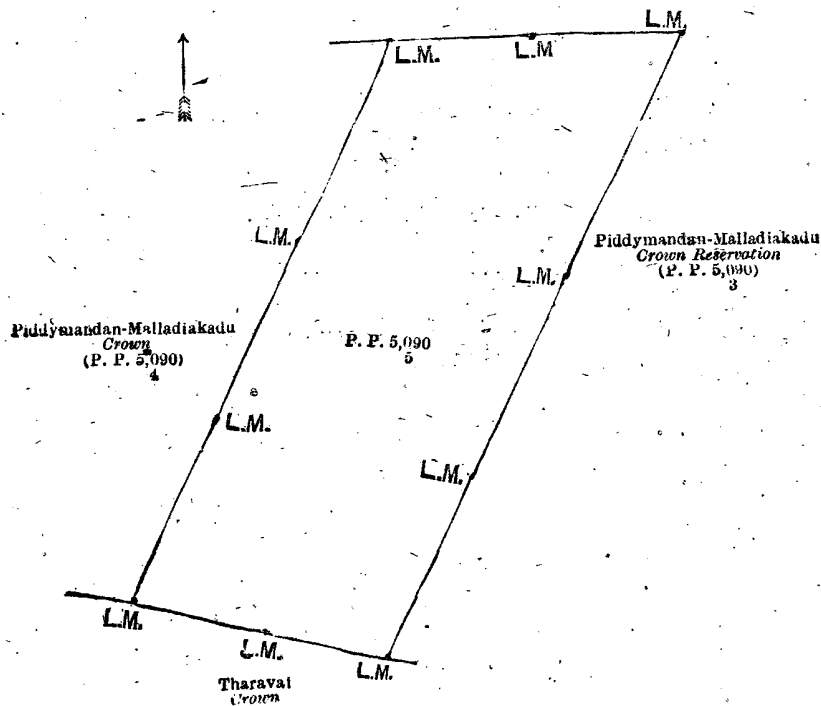 L.M.
L.M.
L.M
L.M.
Piddymandan-Malladiakadu
Crown Reservation
(P. P. 5,090)
3
L.M.
Piddymandan-Malladiakadu
Crown
(P. P. 5,090)
4
P. P. 5,090
5
L.M.
L.M.
L.M.
L.M.
L.M.
Tharavai
Crown